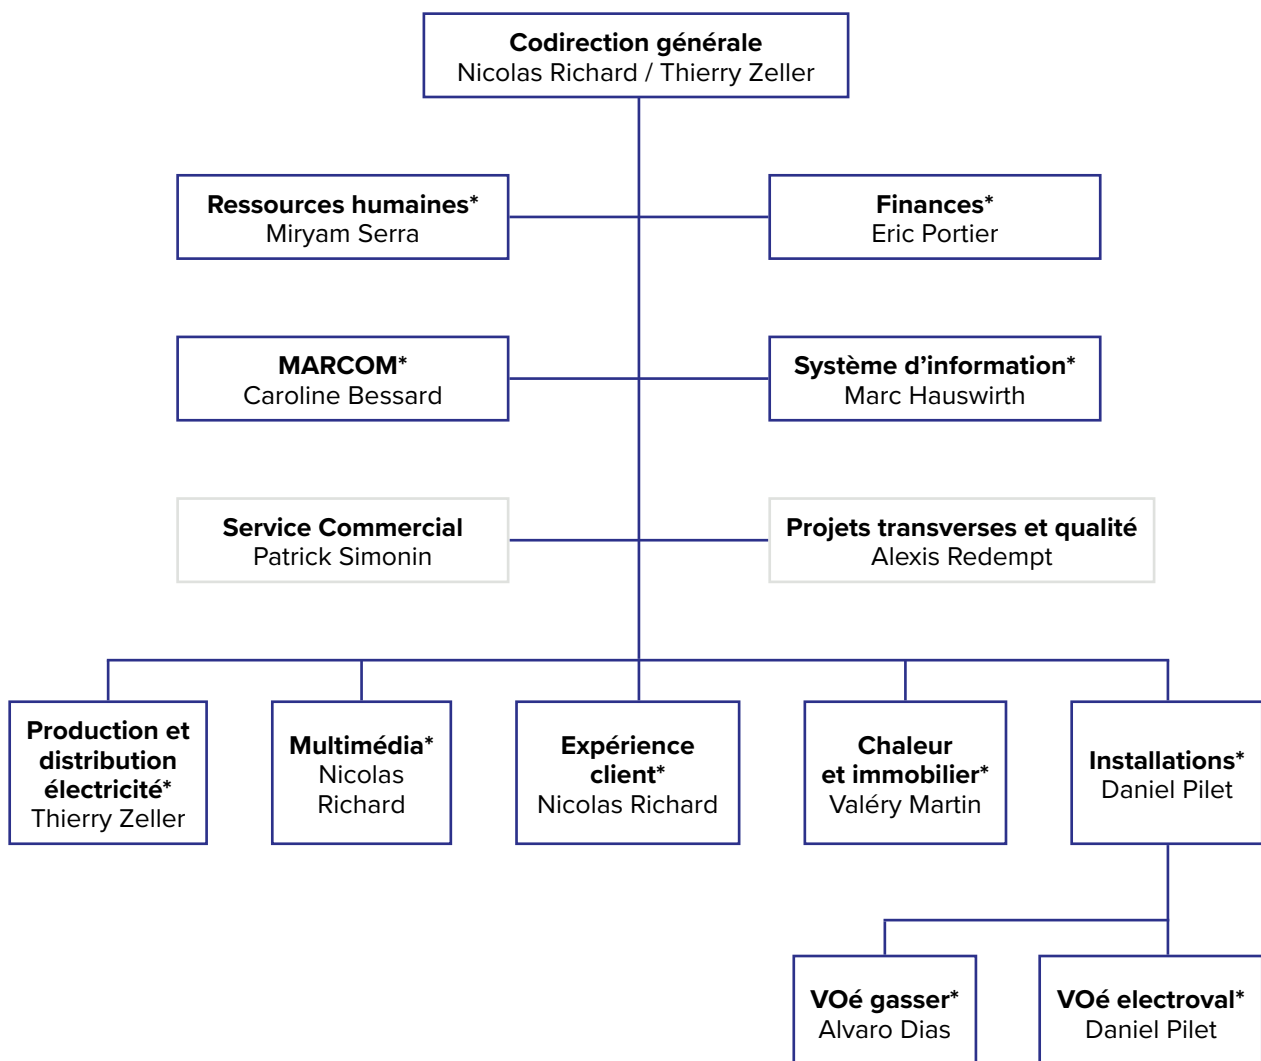 Codirection générale
Nicolas Richard / Thierry Zeller
Ressources humaines*
Miryam Serra
Finances*
Eric Portier
MARCOM*
Caroline Bessard
Système d’information*
Marc Hauswirth
Service Commercial
Patrick Simonin
Projets transverses et qualité
Alexis Redempt
Production et
distribution
électricité*
Thierry Zeller
Multimédia*
Nicolas
Richard
Expérience
client*
Nicolas Richard
Chaleur
et immobilier*
Valéry Martin
Installations*
Daniel Pilet
VOé gasser*
Alvaro Dias
VOé electroval*
Daniel Pilet